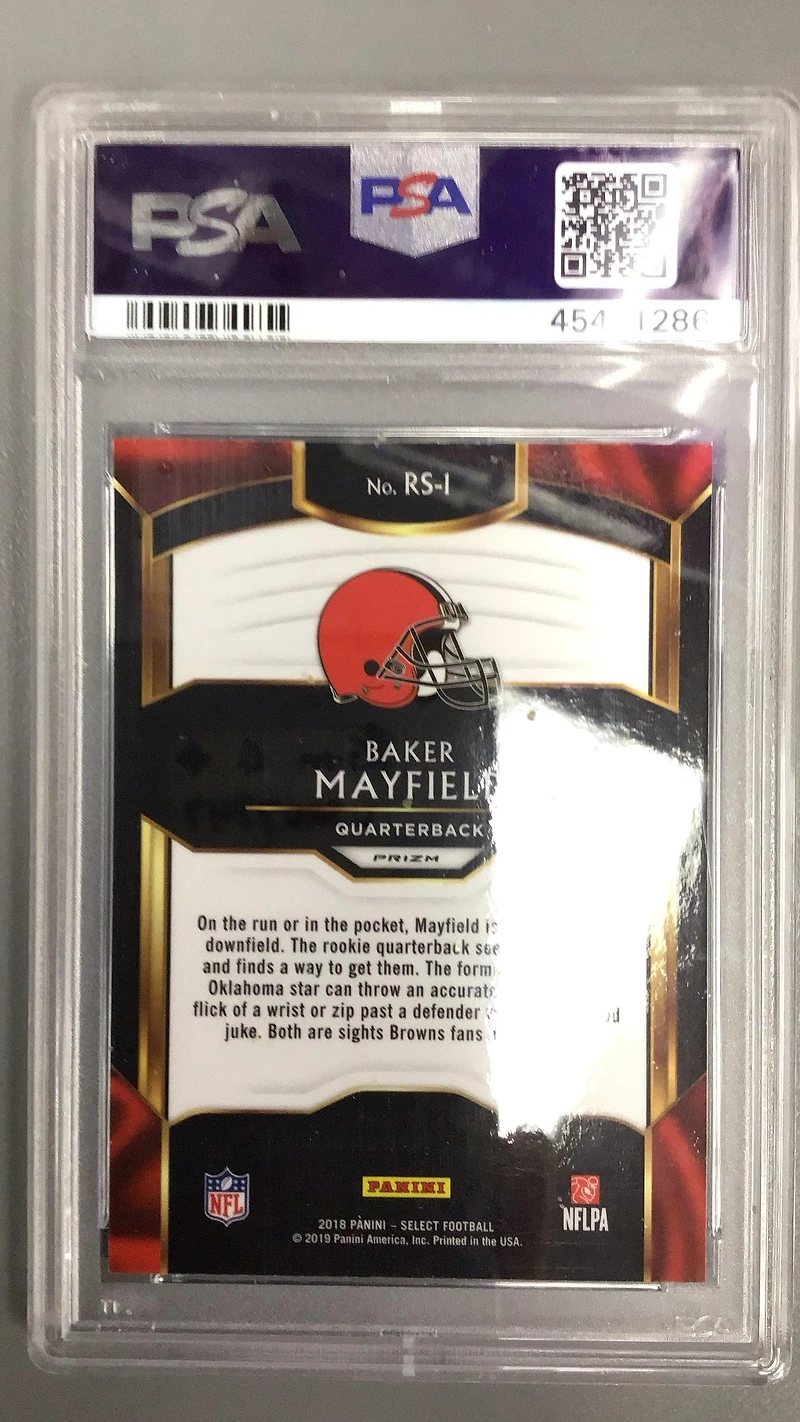 PSA PSA
454 1286
No. RS-1
BAKER
MAYFIELD
QUARTERBACK
PRIZM
On the run or in the pocket, Mayfield is
downfield. The rookie quarterback
and finds a way to get them. The
Oklahoma star can throw an
flick of a wrist or zip past a defender
juke. Both are sights Browns fans
NFL
PANINI
NFLPA
2018 PANINI – SELECT FOOTBALL
© 2019 Panini America, Inc. Printed in the USA.